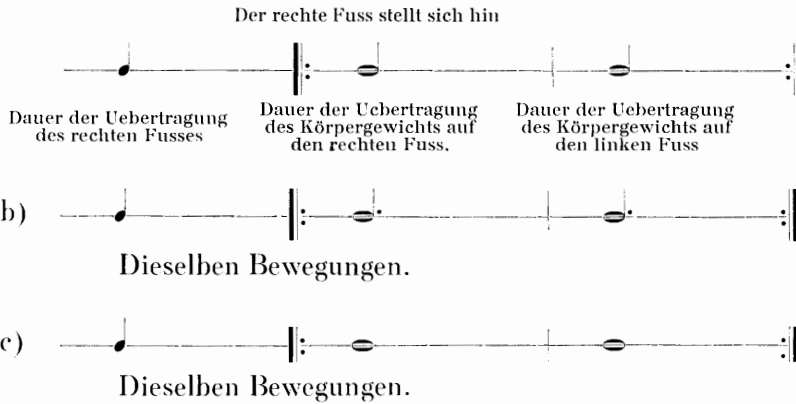 Der rechte Fuss stellt sich hin
Dauer der Uebertragung
des rechten Fusses
Dauer der Uebertragung
des Körpergewichts auf
den rechten Fuss.
Dauer der Uebertragung
des Körpergewichts auf
den linken Fuss
b)
Dieselben Bewegungen.
c)
Dieselben Bewegungen.